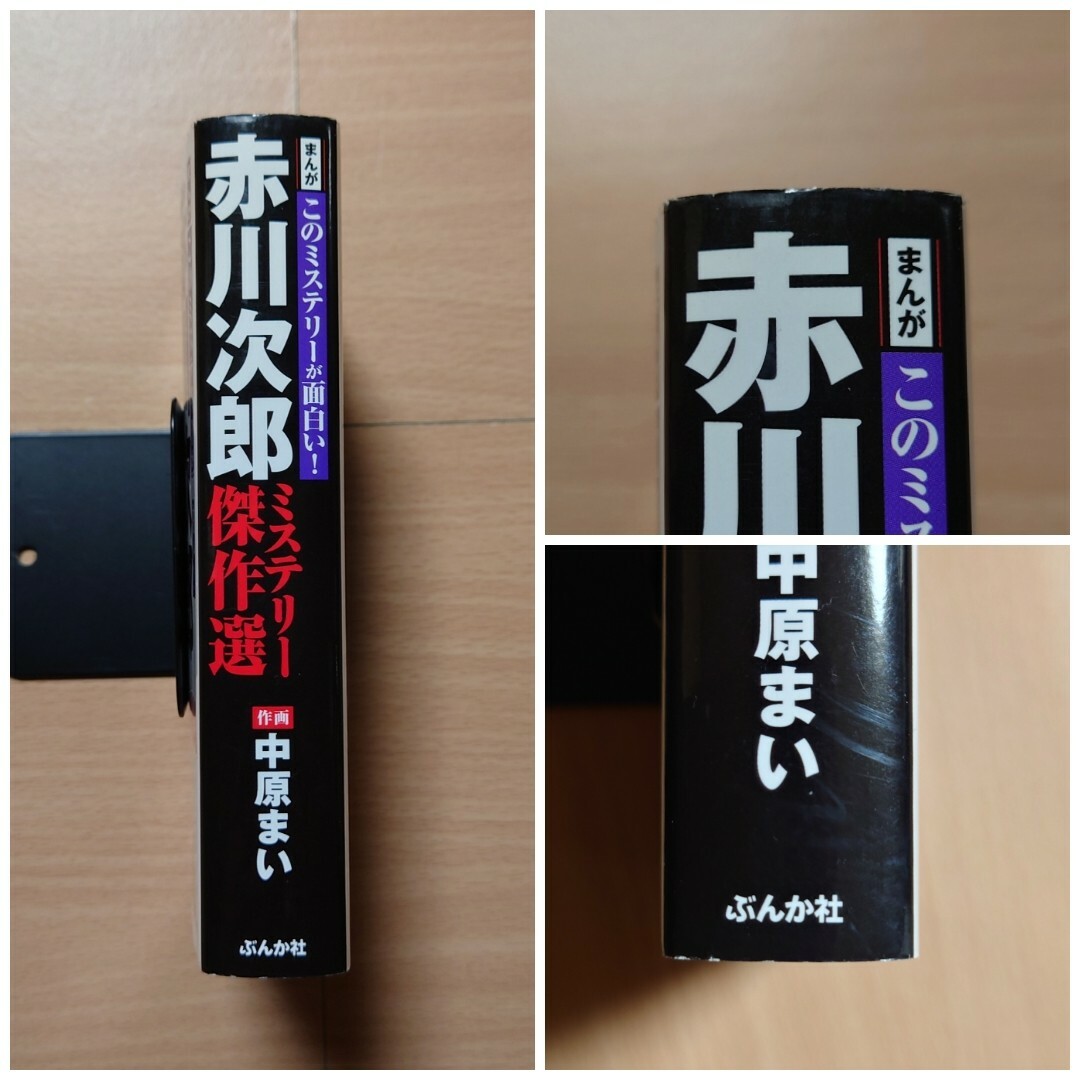 まんが
このミステリーが面白い!
赤川次郎
ミステリー
傑作選
作画
中原まい
ぶんか社
まんが
このミス
赤川
中原まい
ぶんか社